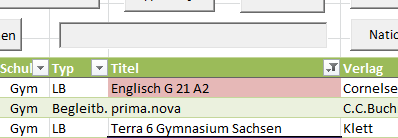 en
Natio
Schul Typ Titel Verlag
Gym LB Englisch G 21 A2 Cornelse
Gym Begleitb. prima.nova C.C.Buch
Gym LB Terra 6 Gymnasium Sachsen Klett